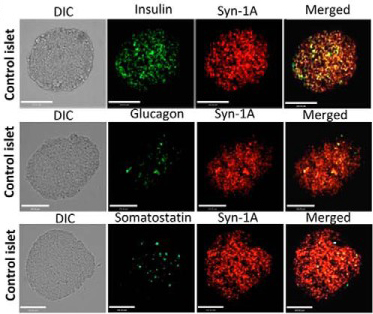 DIC Insulin Syn-1A Merged
Control islet
DIC Glucagon Syn-1A Merged
Control islet
DIC Somatostatin Syn-1A Merged
Control islet